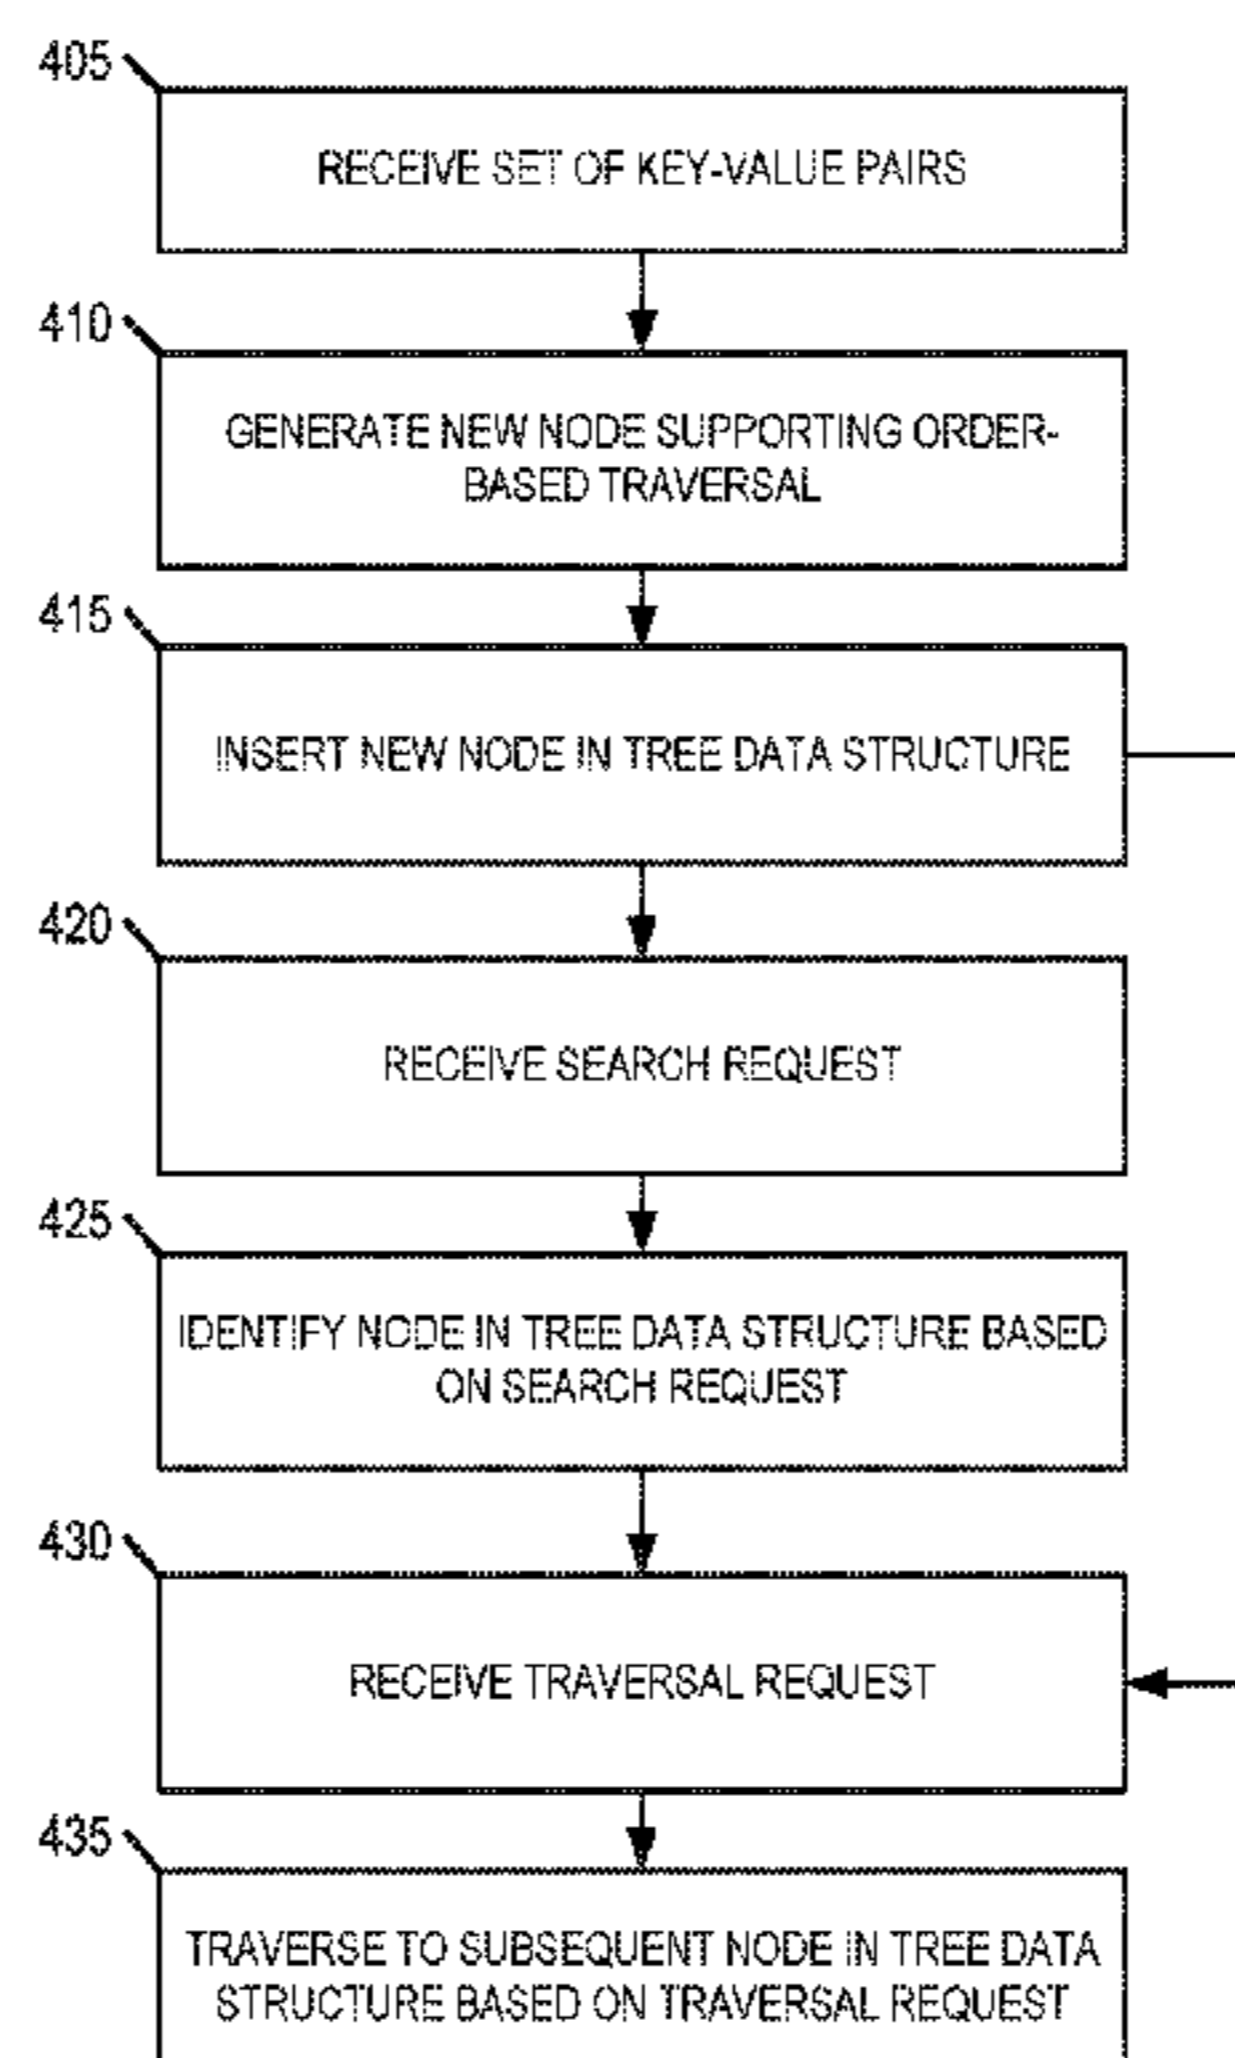 405
RECEIVE SET OF KEY-VALUE PAIRS
410
GENERATE NEW NODE SUPPORTING ORDER-
BASED TRAVERSAL
415
INSERT NEW NODE IN TREE DATA STRUCTURE
420
RECEIVE SEARCH REQUEST
425
IDENTIFY NODE IN TREE DATA STRUCTURE BASED
ON SEARCH REQUEST
430
RECEIVE TRAVERSAL REQUEST
435
TRAVERSE TO SUBSEQUENT NODE IN TREE DATA
STRUCTURE BASED ON TRAVERSAL REQUEST